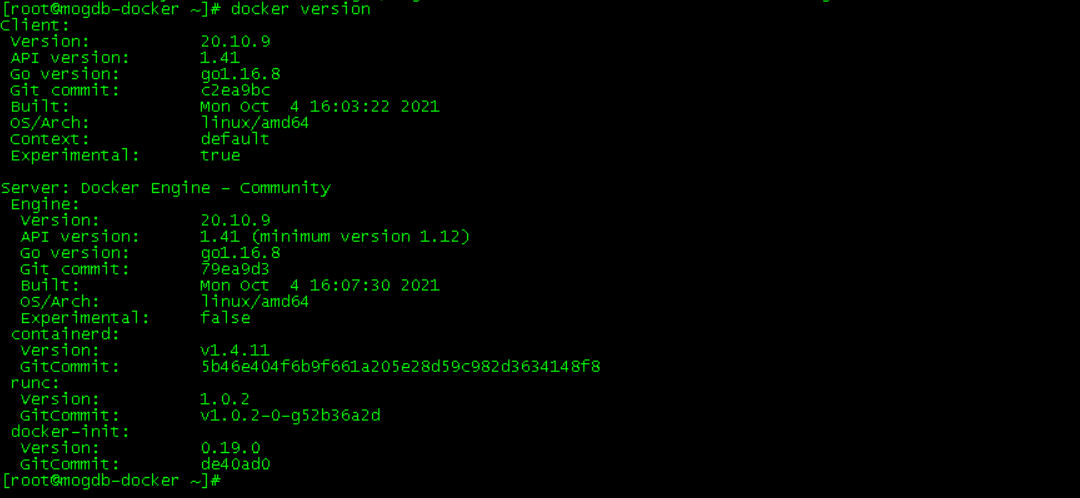 [root@mogdb-docker ~]# docker version
Client:
 Version:           20.10.9
 API version:       1.41
 Go version:        go1.16.8
 Git commit:        c2ea9bc
 Built:             Mon Oct  4 16:03:22 2021
 OS/Arch:           linux/amd64
 Context:           default
 Experimental:      true

Server: Docker Engine - Community
 Engine:
  Version:          20.10.9
  API version:      1.41 (minimum version 1.12)
  Go version:       go1.16.8
  Git commit:       79ea9d3
  Built:            Mon Oct  4 16:07:30 2021
  OS/Arch:          linux/amd64
  Experimental:     false
 containerd:
  Version:          v1.4.11
  GitCommit:        5b46e404f6b9f661a205e28d59c982d3634148f8
 runc:
  Version:          1.0.2
  GitCommit:        v1.0.2-0-g52b36a2d
 docker-init:
  Version:          0.19.0
  GitCommit:        de40ad0
[root@mogdb-docker ~]#